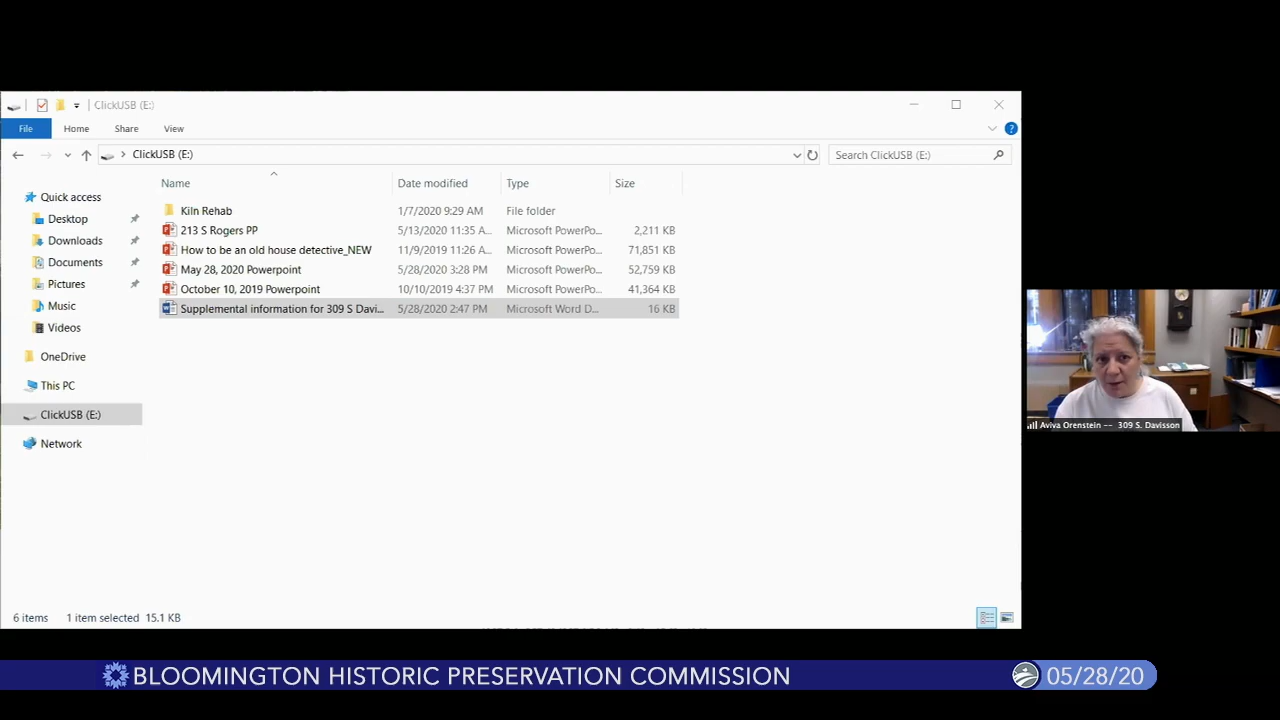 ClickUSB (E:)
File Home Share View
ClickUSB (E:) Search ClickUSB (E:)
Name Date modified Type Size
Quick access
Desktop
Downloads
Documents
Pictures
Music
Videos
OneDrive
This PC
ClickUSB (E:)
Network
Kiln Rehab 1/7/2020 9:29 AM File folder
213 S Rogers PP 5/13/2020 11:35 A... Microsoft PowerPo... 2,211 KB
How to be an old house detective_NEW 11/9/2019 11:26 A... Microsoft PowerPo... 71,851 KB
May 28, 2020 Powerpoint 5/28/2020 3:28 PM Microsoft PowerPo... 52,759 KB
October 10, 2019 Powerpoint 10/10/2019 4:37 PM Microsoft PowerPo... 41,364 KB
Supplemental information for 309 S Davi... 5/28/2020 2:47 PM Microsoft Word D... 16 KB
Aviva Orenstein -- 309 S. Davisson
6 items 1 item selected 15.1 KB
BLOOMINGTON HISTORIC PRESERVATION COMMISSION 05/28/20